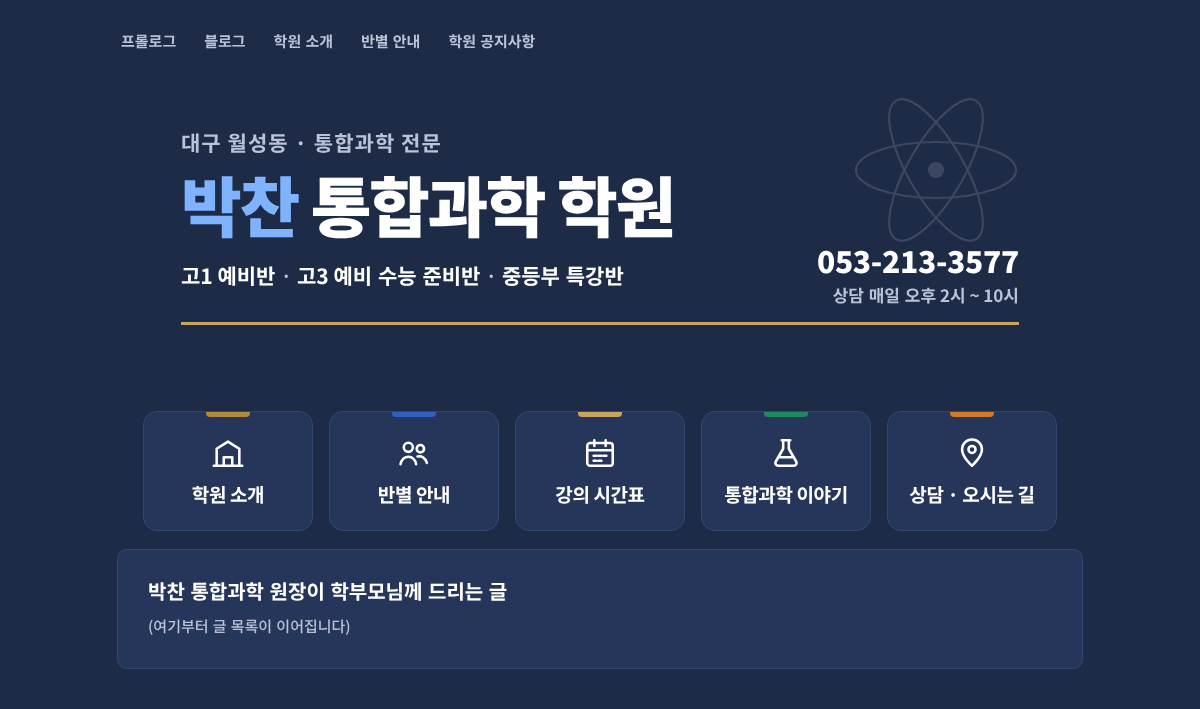 프롤로그 블로그 학원 소개 반별 안내 학원 공지사항
대구 월성동 · 통합과학 전문
박찬 통합과학 학원
고1 예비반 · 고3 예비 수능 준비반 · 중등부 특강반
053-213-3577
상담 매일 오후 2시 ~ 10시
학원 소개
반별 안내
강의 시간표
통합과학 이야기
상담 · 오시는 길
박찬 통합과학 원장이 학부모님께 드리는 글
(여기부터 글 목록이 이어집니다)